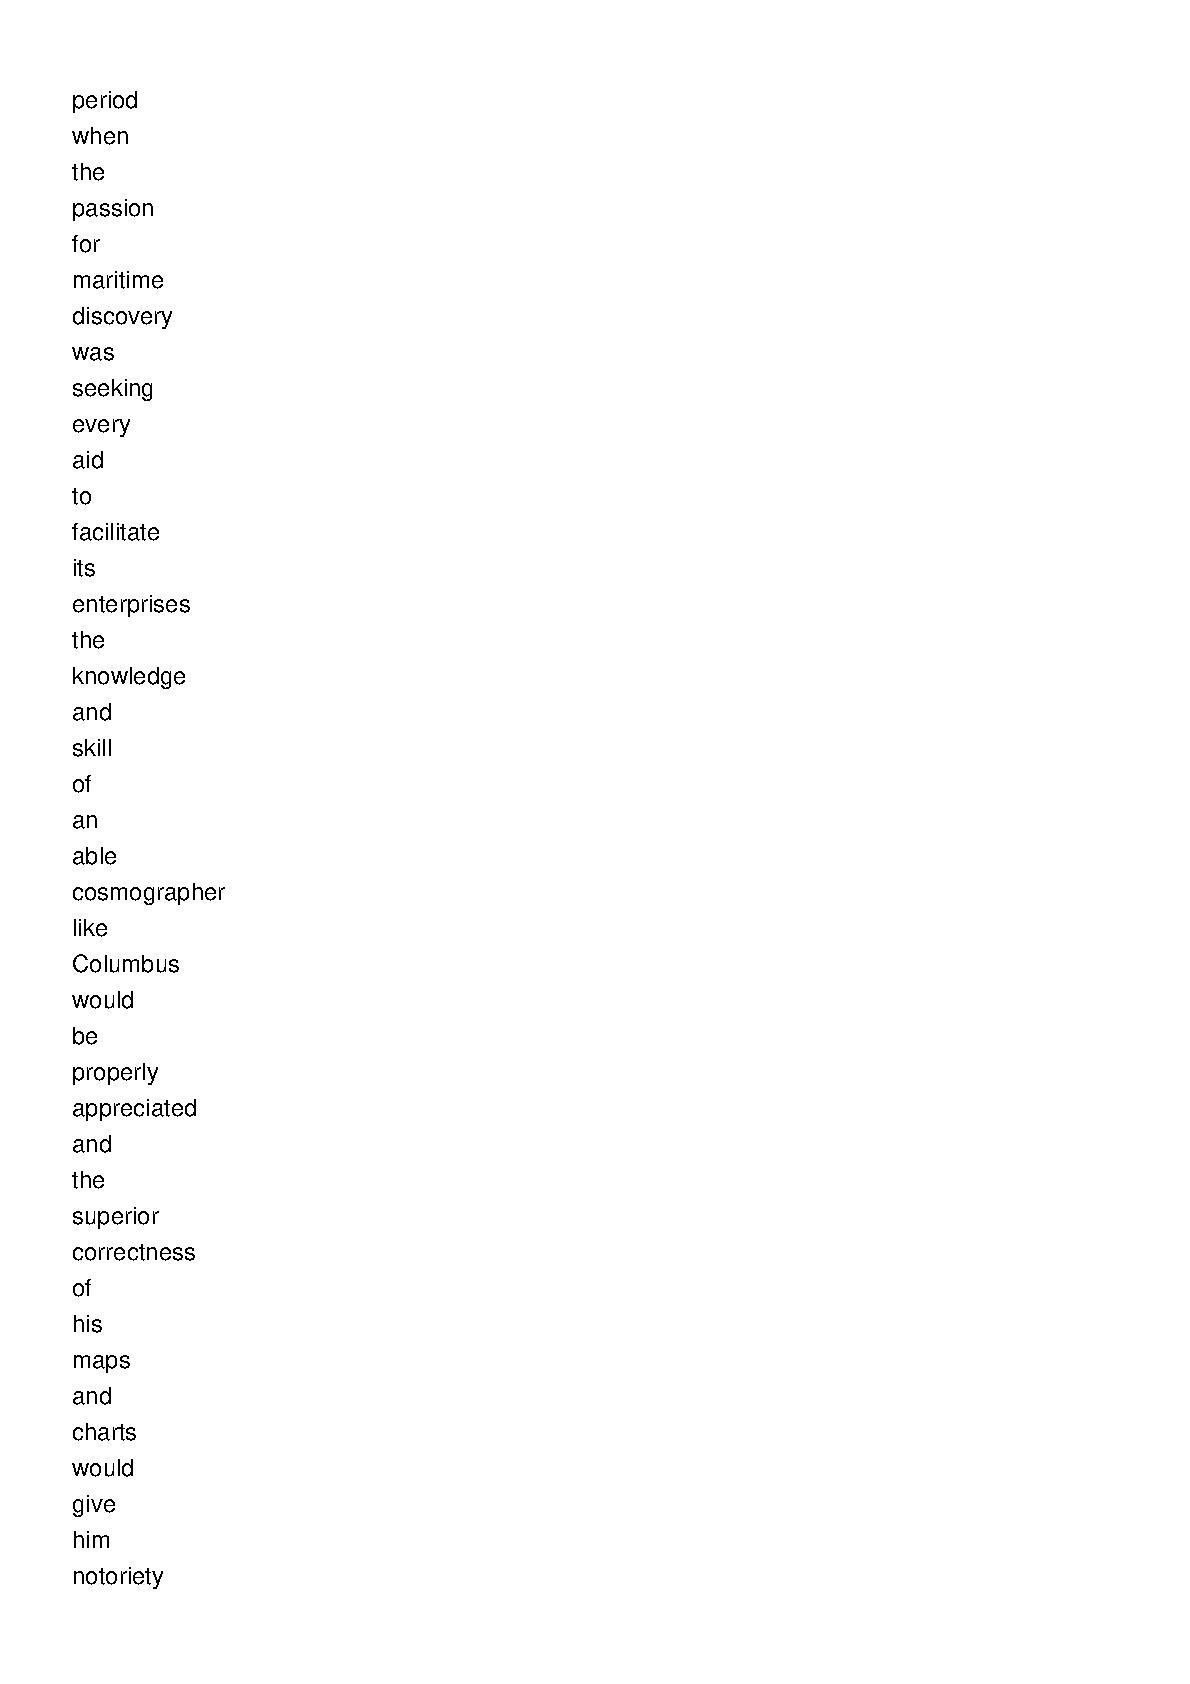 period
when
the
passion
for
maritime
discovery
was
seeking
every
aid
to
facilitate
its
enterprises
the
knowledge
and
skill
of
an
able
cosmographer
like
Columbus
would
be
properly
appreciated
and
the
superior
correctness
of
his
maps
and
charts
would
give
him
notoriety